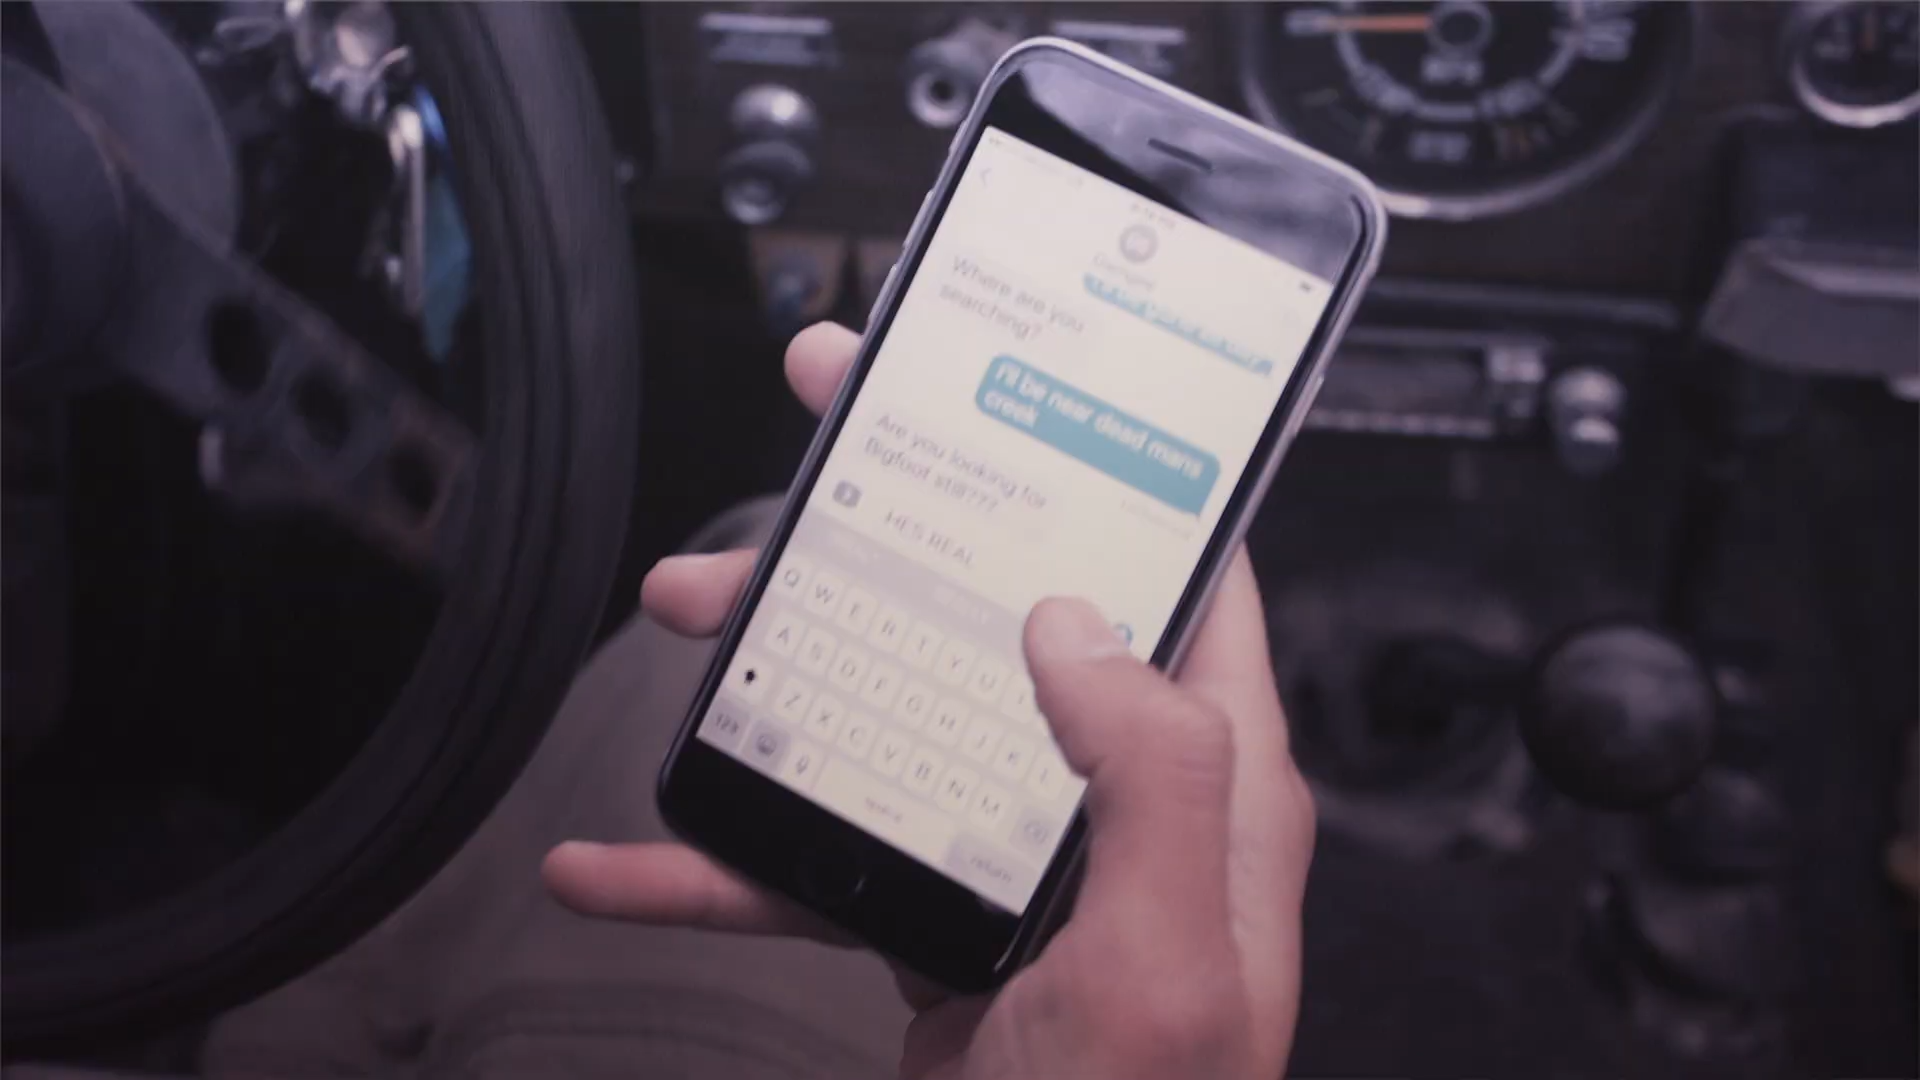 Where are you
searching?
I'll be near dead mans
creek
Are you looking for
Bigfoot still???
HES REAL
Q W E R T Y U I
A S D F G H J K L
Z X C V B N M
123
space
return